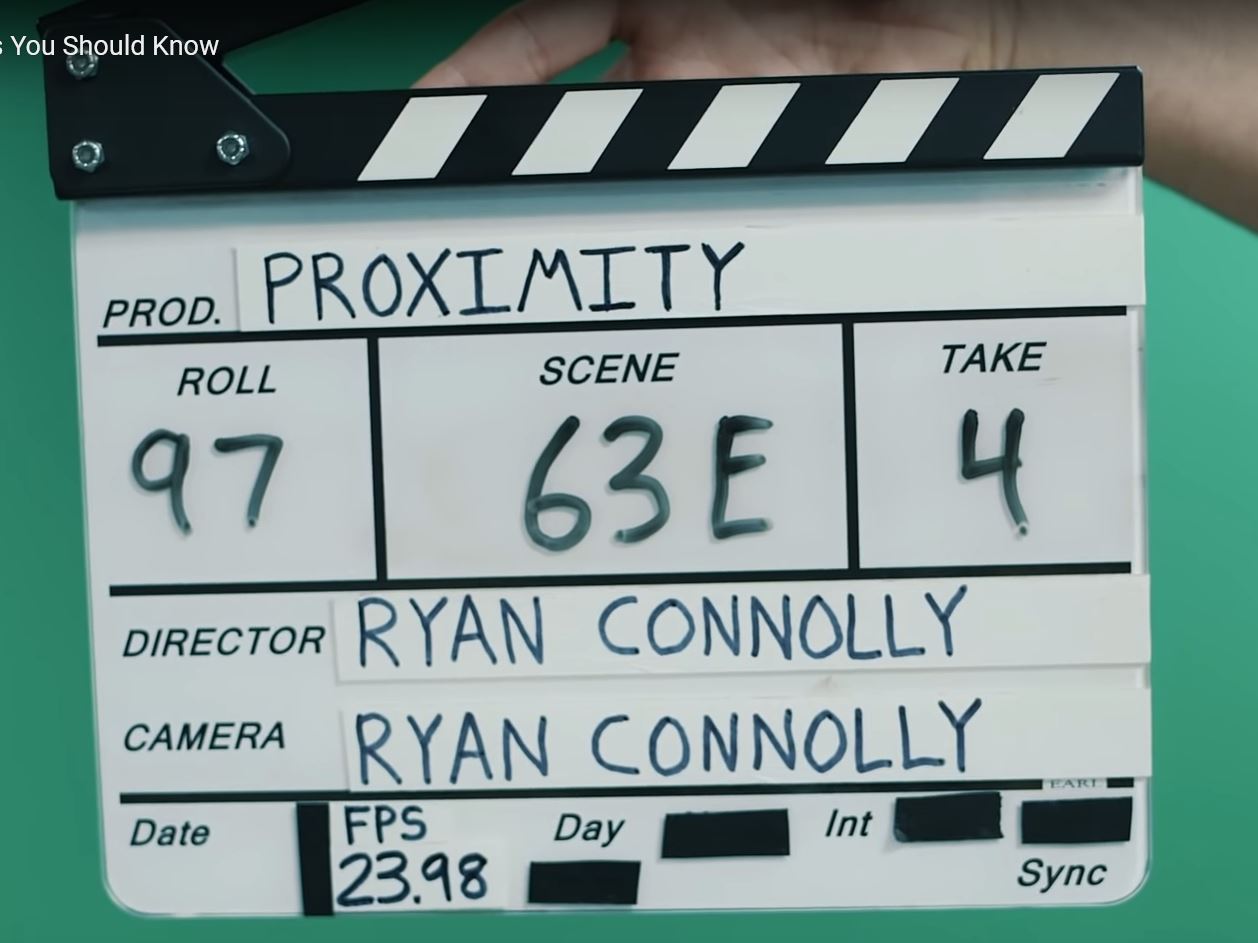 s You Should Know
PROD. PROXIMITY
ROLL SCENE TAKE
97 63E 4
DIRECTOR RYAN CONNOLLY
CAMERA RYAN CONNOLLY
EARL
Date FPS Day Int
23.98 Sync